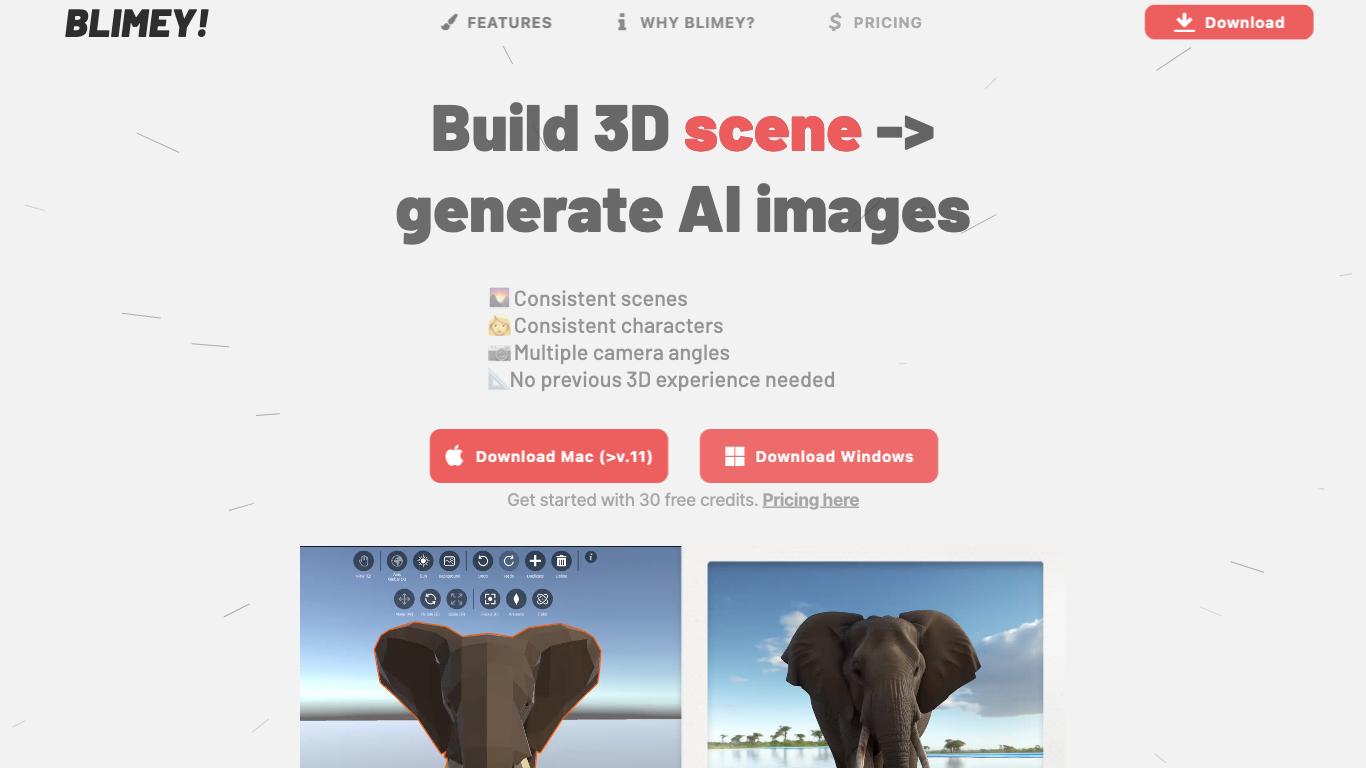 BLIMEY!
FEATURES
WHY BLIMEY?
PRICING
Download
Build 3D scene ->
generate AI images
Consistent scenes
Consistent characters
Multiple camera angles
No previous 3D experience needed
Download Mac (>v.11)
Download Windows
Get started with 30 free credits. Pricing here